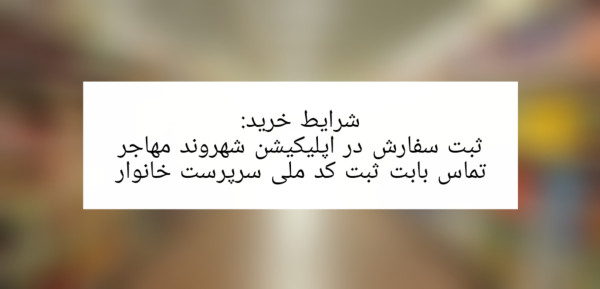 شرایط خرید:
ثبت سفارش در اپلیکیشن شهروند مهاجر
تماس بابت ثبت کد ملی سرپرست خانوار